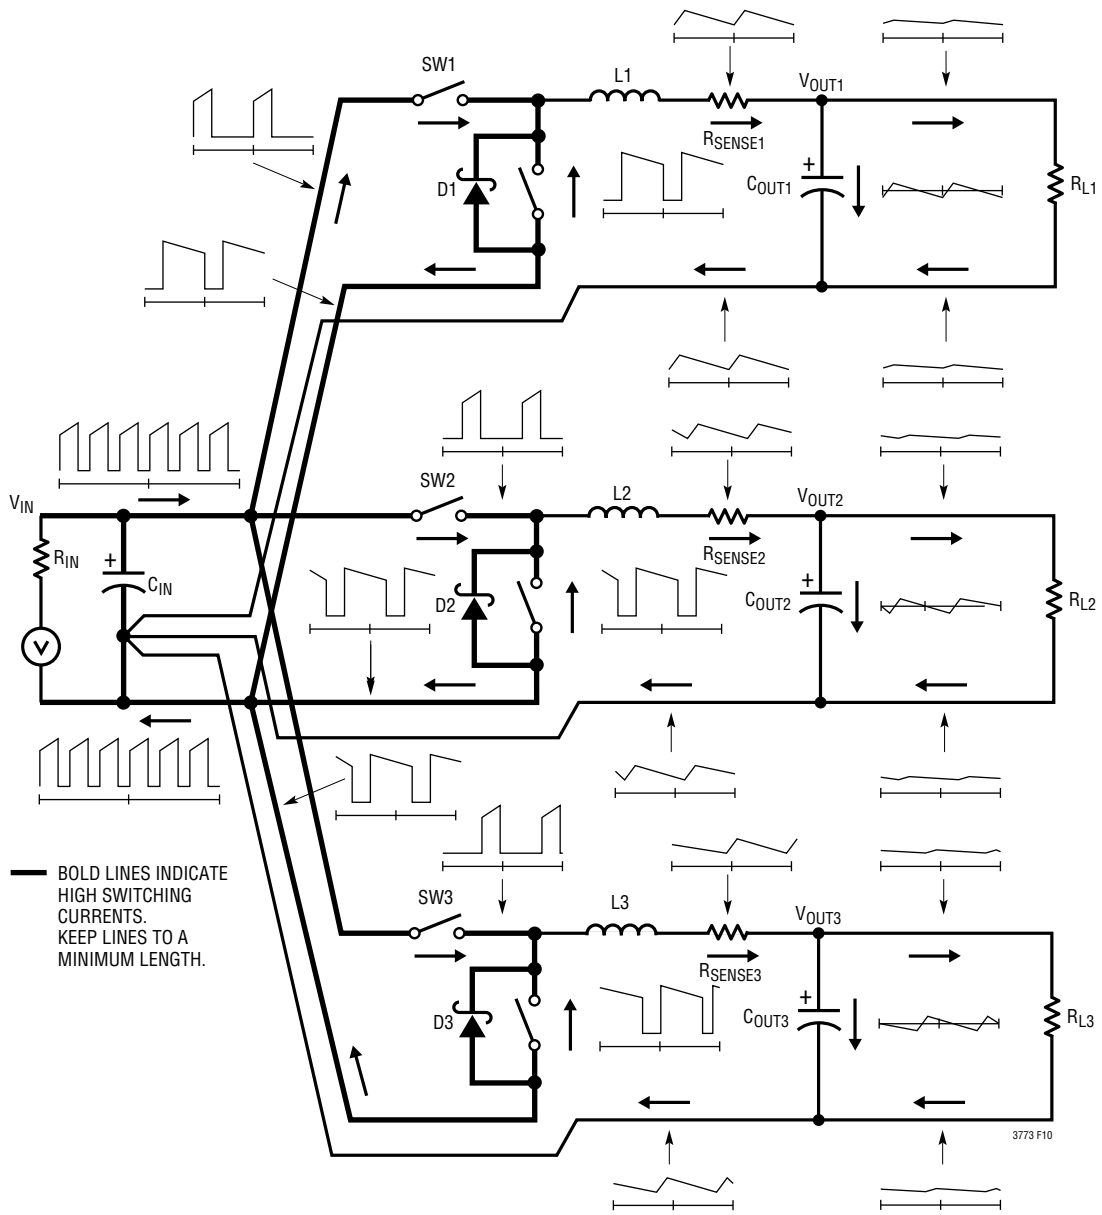 SW1
L1
VOUT1
RSENSE1
D1
+
COUT1
RL1
VIN
SW2
L2
VOUT2
RIN
+
CIN
RSENSE2
D2
+
COUT2
RL2
V
BOLD LINES INDICATE
HIGH SWITCHING
CURRENTS.
KEEP LINES TO A
MINIMUM LENGTH.
SW3
L3
VOUT3
RSENSE3
D3
+
COUT3
RL3
3773 F10